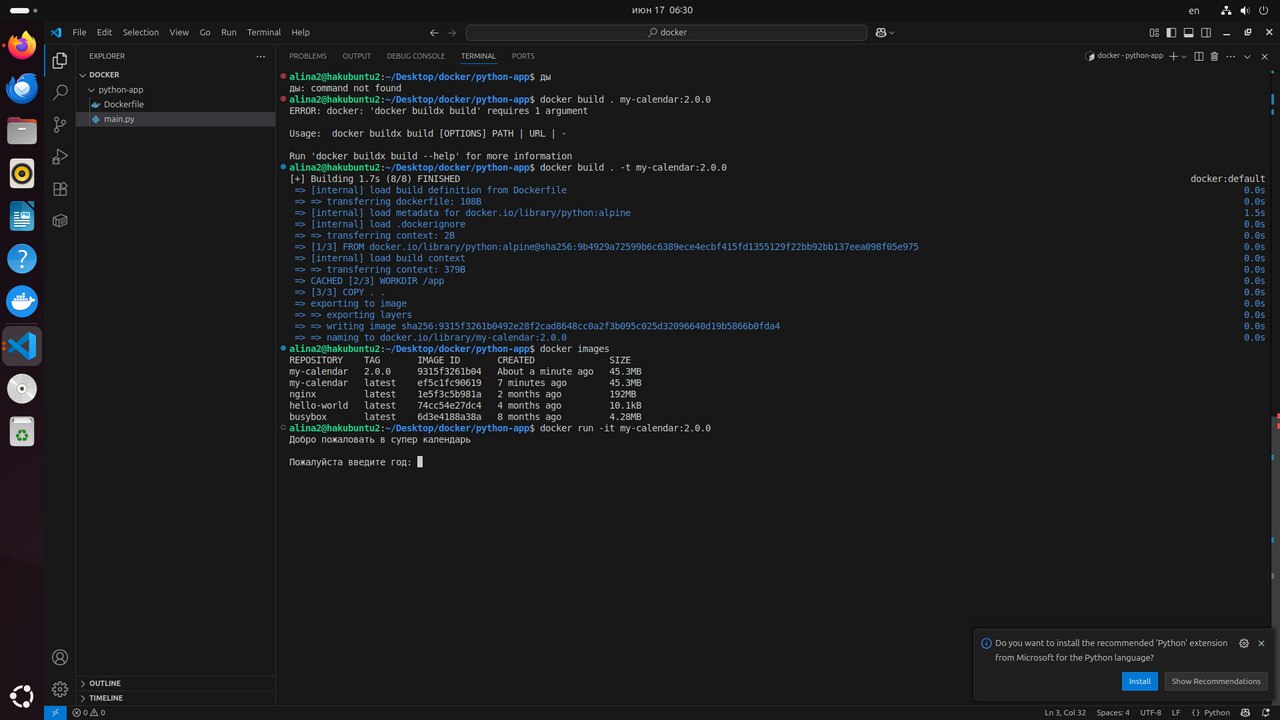 июн 17 06:30
en
File Edit Selection View Go Run Terminal Help
docker
EXPLORER
DOCKER
python-app
Dockerfile
main.py
OUTLINE
TIMELINE
PROBLEMS OUTPUT DEBUG CONSOLE TERMINAL PORTS
docker - python-app
alina2@hakubuntu2:~/Desktop/docker/python-app$ ды
ды: command not found
alina2@hakubuntu2:~/Desktop/docker/python-app$ docker build . my-calendar:2.0.0
ERROR: docker: 'docker buildx build' requires 1 argument
Usage:  docker buildx build [OPTIONS] PATH | URL | -
Run 'docker buildx build --help' for more information
alina2@hakubuntu2:~/Desktop/docker/python-app$ docker build . -t my-calendar:2.0.0
[+] Building 1.7s (8/8) FINISHED docker:default
=> [internal] load build definition from Dockerfile 0.0s
=> => transferring dockerfile: 108B 0.0s
=> [internal] load metadata for docker.io/library/python:alpine 1.5s
=> [internal] load .dockerignore 0.0s
=> => transferring context: 2B 0.0s
=> [1/3] FROM docker.io/library/python:alpine@sha256:9b4929a72599b6c6389ece4ecbf415fd1355129f22bb92bb137eea098f05e975 0.0s
=> [internal] load build context 0.0s
=> => transferring context: 379B 0.0s
=> CACHED [2/3] WORKDIR /app 0.0s
=> [3/3] COPY . . 0.0s
=> exporting to image 0.0s
=> => exporting layers 0.0s
=> => writing image sha256:9315f3261b0492e28f2cad8648cc0a2f3b095c025d32096640d19b5866b0fda4 0.0s
=> => naming to docker.io/library/my-calendar:2.0.0 0.0s
alina2@hakubuntu2:~/Desktop/docker/python-app$ docker images
REPOSITORY TAG IMAGE ID CREATED SIZE
my-calendar 2.0.0 9315f3261b04 About a minute ago 45.3MB
my-calendar latest ef5c1fc90619 7 minutes ago 45.3MB
nginx latest 1e5f3c5b981a 2 months ago 192MB
hello-world latest 74cc54e27dc4 4 months ago 10.1kB
busybox latest 6d3e4188a38a 8 months ago 4.28MB
alina2@hakubuntu2:~/Desktop/docker/python-app$ docker run -it my-calendar:2.0.0
Добро пожаловать в супер календарь
Пожалуйста введите год:
Do you want to install the recommended 'Python' extension
from Microsoft for the Python language?
Install Show Recommendations
0 0
Ln 3, Col 32 Spaces: 4 UTF-8 LF {} Python